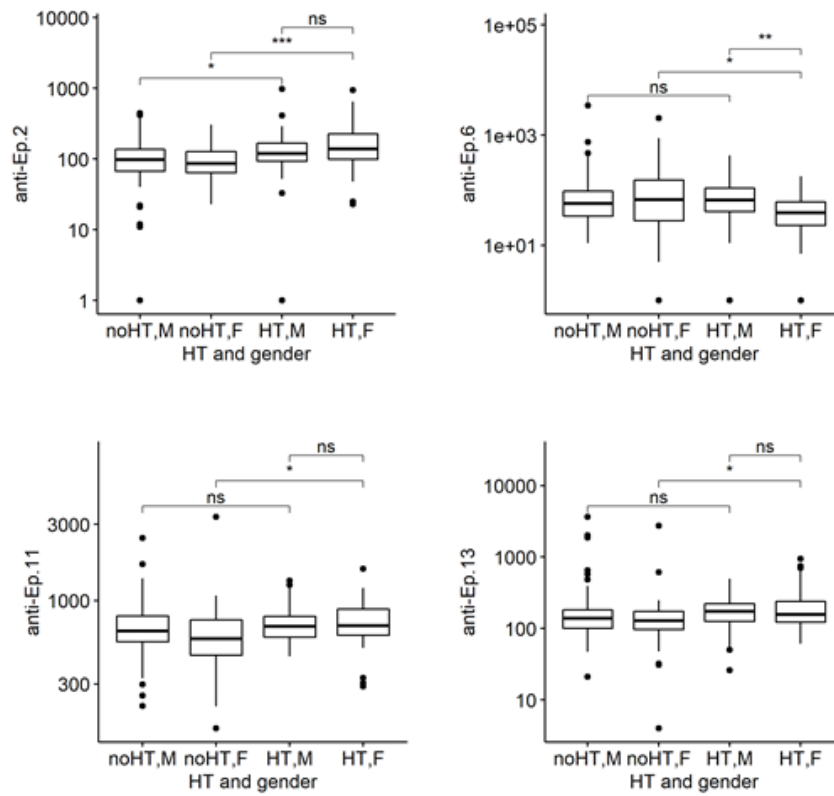 10000
1000
100
10
1
anti-Ep.2
ns
***
*
noHT,M noHT,F HT,M HT,F
HT and gender
1e+05
1e+03
1e+01
anti-Ep.6
**
*
ns
noHT,M noHT,F HT,M HT,F
HT and gender
3000
1000
300
anti-Ep.11
ns
*
ns
noHT,M noHT,F HT,M HT,F
HT and gender
10000
1000
100
10
anti-Ep.13
ns
*
ns
noHT,M noHT,F HT,M HT,F
HT and gender